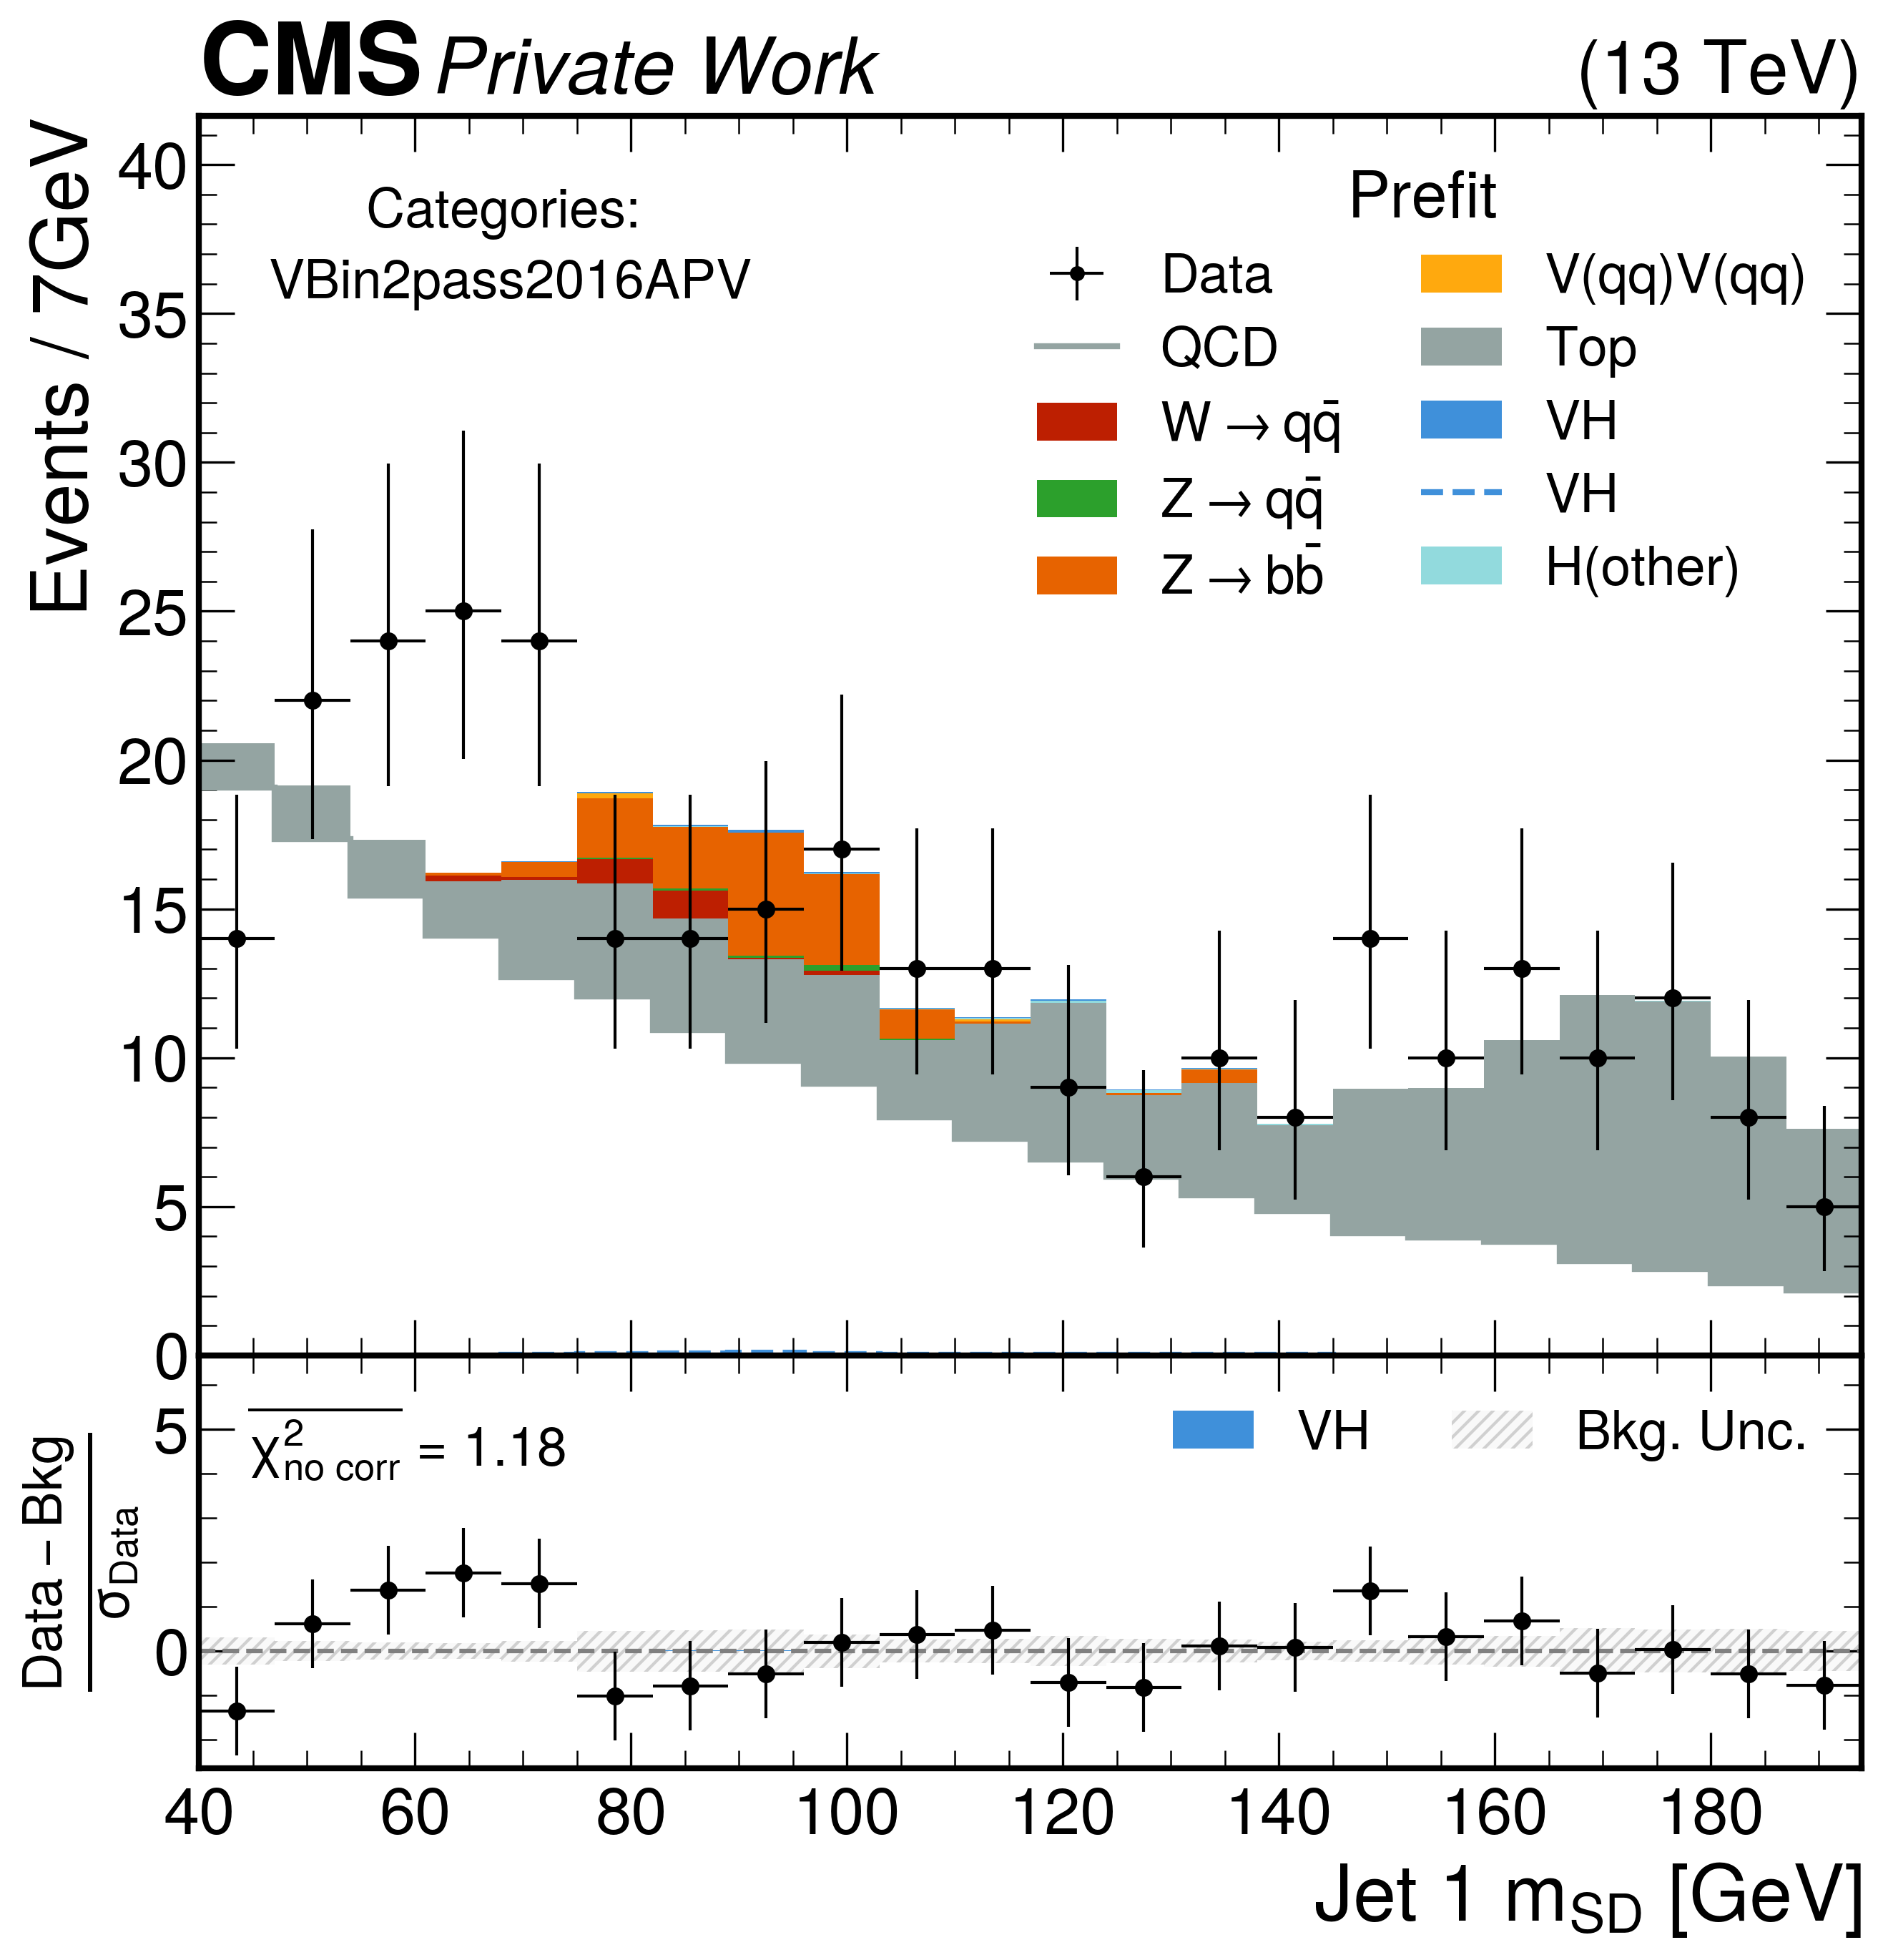 CMS Private Work (13 TeV)
Events / 7GeV
40
35
30
25
20
15
10
5
0
Categories:
VBin2pass2016APV
Prefit
Data
QCD
W → qq̄
Z → qq̄
Z → bb̄
V(qq)V(qq)
Top
VH
VH
H(other)
Data − Bkg
σData
5
0
χ²no corr = 1.18
VH
Bkg. Unc.
40 60 80 100 120 140 160 180
Jet 1 mSD [GeV]